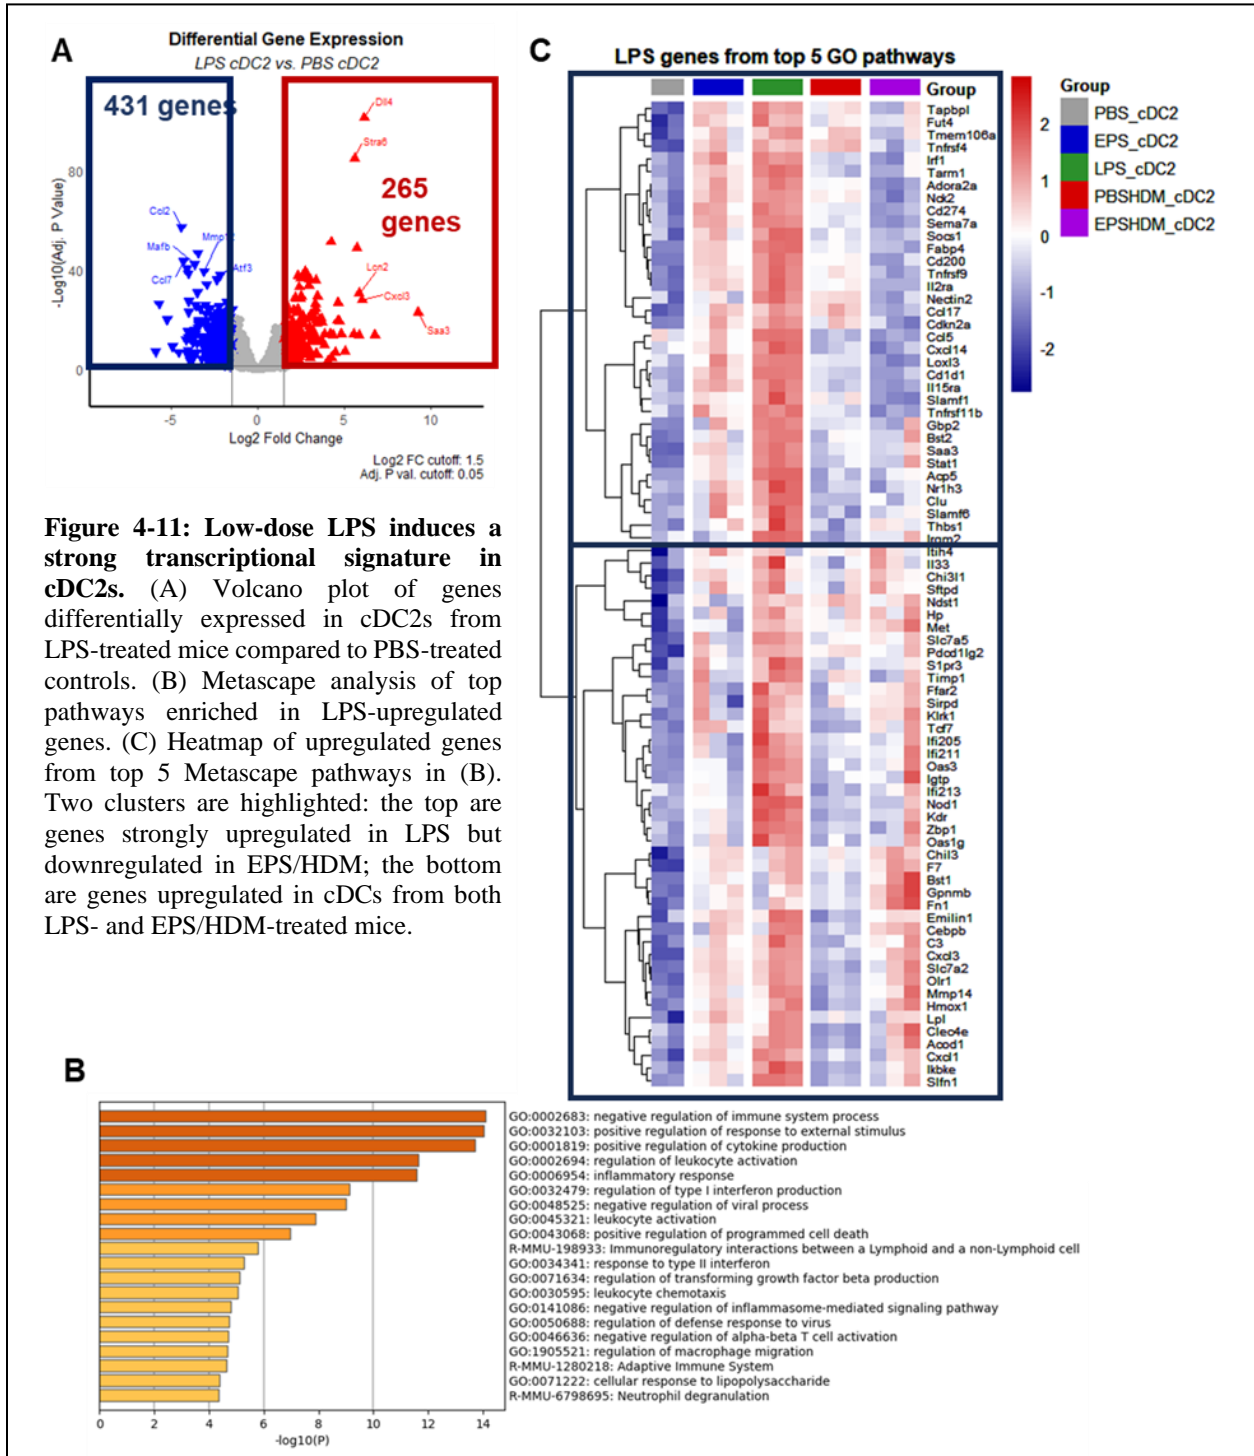 A
Differential Gene Expression
LPS cDC2 vs. PBS cDC2
431 genes
265
genes
Dll4
Stra6
Ccl2
Mafb
Mmp12
Ccl7
Atf3
Lcn2
Cxcl3
Saa3
-Log10(Adj. P Value)
80
40
0
-5
0
5
10
Log2 Fold Change
Log2 FC cutoff: 1.5
Adj. P val. cutoff: 0.05
Figure 4-11: Low-dose LPS induces a
strong transcriptional signature in
cDC2s. (A) Volcano plot of genes
differentially expressed in cDC2s from
LPS-treated mice compared to PBS-treated
controls. (B) Metascape analysis of top
pathways enriched in LPS-upregulated
genes. (C) Heatmap of upregulated genes
from top 5 Metascape pathways in (B).
Two clusters are highlighted: the top are
genes strongly upregulated in LPS but
downregulated in EPS/HDM; the bottom
are genes upregulated in cDCs from both
LPS- and EPS/HDM-treated mice.
C
LPS genes from top 5 GO pathways
Group
Tapbpl
Fut4
Tmem106a
Tnfrsf4
Irf1
Tarm1
Adora2a
Nck2
Cd274
Sema7a
Socs1
Fabp4
Cd200
Tnfrsf9
Il2ra
Nectin2
Ccl17
Cdkn2a
Ccl5
Cxcl14
Loxl3
Cd1d1
Il15ra
Slamf1
Tnfrsf11b
Gbp2
Bst2
Saa3
Stat1
Acp5
Nr1h3
Clu
Slamf6
Thbs1
Irgm2
Itih4
Il33
Chi3l1
Sftpd
Ndst1
Hp
Met
Slc7a5
Pdcd1lg2
S1pr3
Timp1
Ffar2
Sirpd
Klrk1
Tcf7
Ifi205
Ifi211
Oas3
Igtp
Ifi213
Nod1
Kdr
Zbp1
Oas1g
Chil3
F7
Bst1
Gpnmb
Fn1
Emilin1
Cebpb
C3
Cxcl3
Slc7a2
Olr1
Mmp14
Hmox1
Lpl
Clec4e
Acod1
Cxcl1
Ikbke
Slfn1
2
1
0
-1
-2
Group
PBS_cDC2
EPS_cDC2
LPS_cDC2
PBSHDM_cDC2
EPSHDM_cDC2
B
GO:0002683: negative regulation of immune system process
GO:0032103: positive regulation of response to external stimulus
GO:0001819: positive regulation of cytokine production
GO:0002694: regulation of leukocyte activation
GO:0006954: inflammatory response
GO:0032479: regulation of type I interferon production
GO:0048525: negative regulation of viral process
GO:0045321: leukocyte activation
GO:0043068: positive regulation of programmed cell death
R-MMU-198933: Immunoregulatory interactions between a Lymphoid and a non-Lymphoid cell
GO:0034341: response to type II interferon
GO:0071634: regulation of transforming growth factor beta production
GO:0030595: leukocyte chemotaxis
GO:0141086: negative regulation of inflammasome-mediated signaling pathway
GO:0050688: regulation of defense response to virus
GO:0046636: negative regulation of alpha-beta T cell activation
GO:1905521: regulation of macrophage migration
R-MMU-1280218: Adaptive Immune System
GO:0071222: cellular response to lipopolysaccharide
R-MMU-6798695: Neutrophil degranulation
0
2
4
6
8
10
12
14
-log10(P)